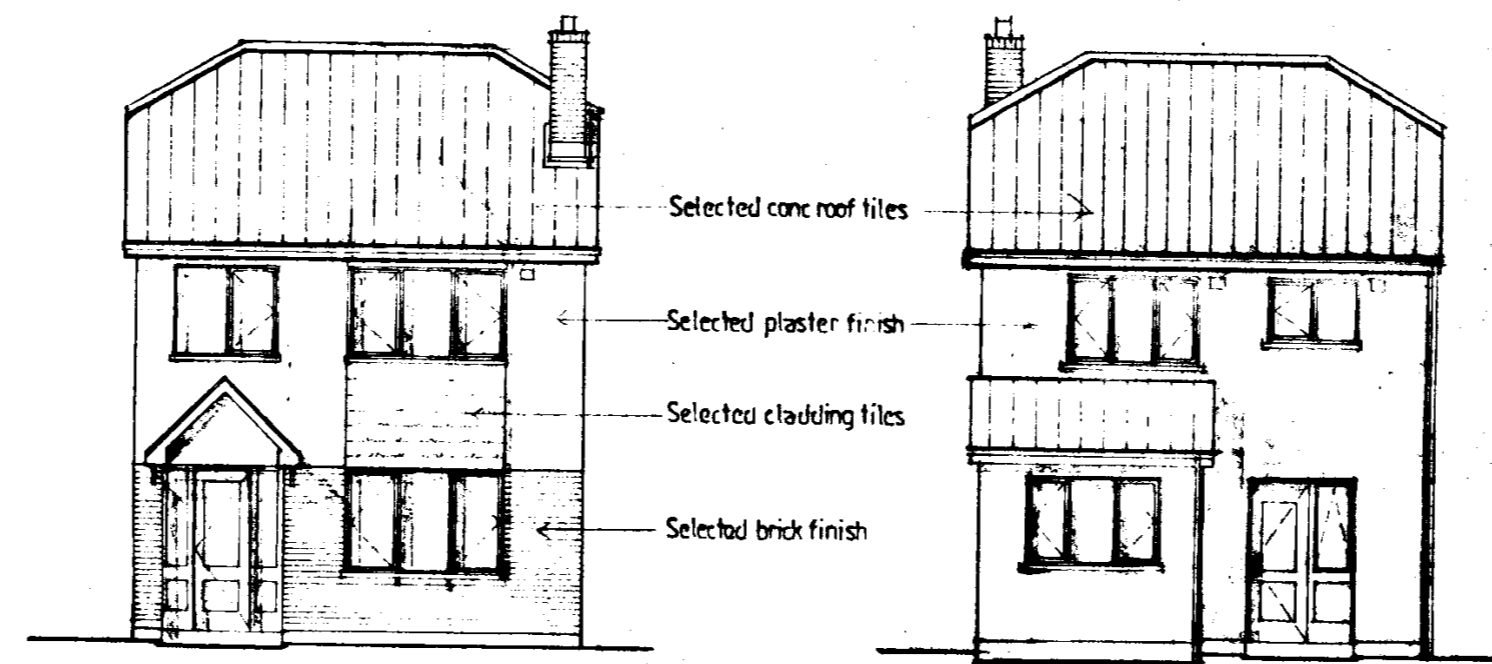 Selected conc roof tiles
Selected plaster finish
Selected cladding tiles
Selected brick finish